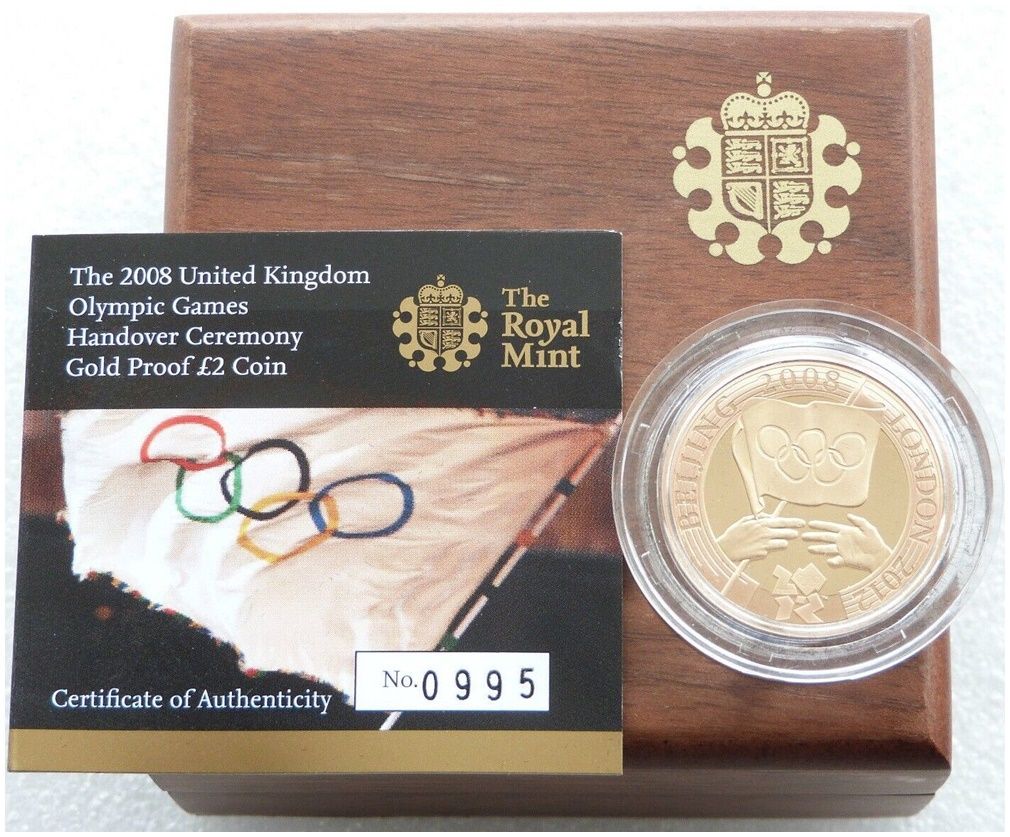 The 2008 United Kingdom
Olympic Games
Handover Ceremony
Gold Proof £2 Coin
The
Royal
Mint
Certificate of Authenticity
No. 0995
BEIJING 2008
LONDON 2012
2012